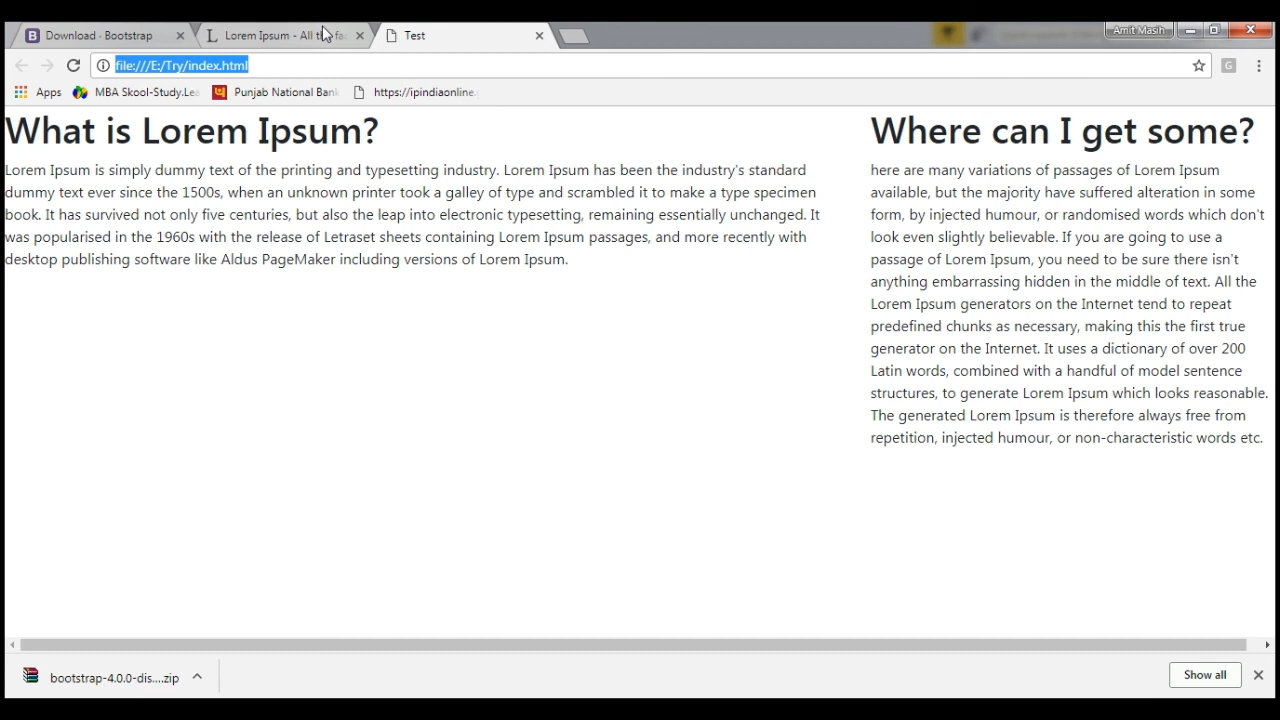 Download - Bootstrap
Lorem Ipsum - All the fac
Test
Amit Masih
file:///E:/Try/index.html
Apps
MBA Skool-Study.Lea
Punjab National Bank
https://ipindiaonline.g
What is Lorem Ipsum?
Lorem Ipsum is simply dummy text of the printing and typesetting industry. Lorem Ipsum has been the industry's standard
dummy text ever since the 1500s, when an unknown printer took a galley of type and scrambled it to make a type specimen
book. It has survived not only five centuries, but also the leap into electronic typesetting, remaining essentially unchanged. It
was popularised in the 1960s with the release of Letraset sheets containing Lorem Ipsum passages, and more recently with
desktop publishing software like Aldus PageMaker including versions of Lorem Ipsum.
Where can I get some?
here are many variations of passages of Lorem Ipsum
available, but the majority have suffered alteration in some
form, by injected humour, or randomised words which don't
look even slightly believable. If you are going to use a
passage of Lorem Ipsum, you need to be sure there isn't
anything embarrassing hidden in the middle of text. All the
Lorem Ipsum generators on the Internet tend to repeat
predefined chunks as necessary, making this the first true
generator on the Internet. It uses a dictionary of over 200
Latin words, combined with a handful of model sentence
structures, to generate Lorem Ipsum which looks reasonable.
The generated Lorem Ipsum is therefore always free from
repetition, injected humour, or non-characteristic words etc.
bootstrap-4.0.0-dis....zip
Show all